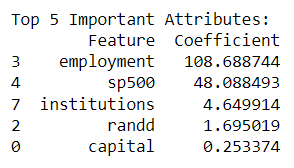 Top 5 Important Attributes:
Feature Coefficient
3 employment 108.688744
4 sp500 48.088493
7 institutions 4.649914
2 randd 1.695019
0 capital 0.253374